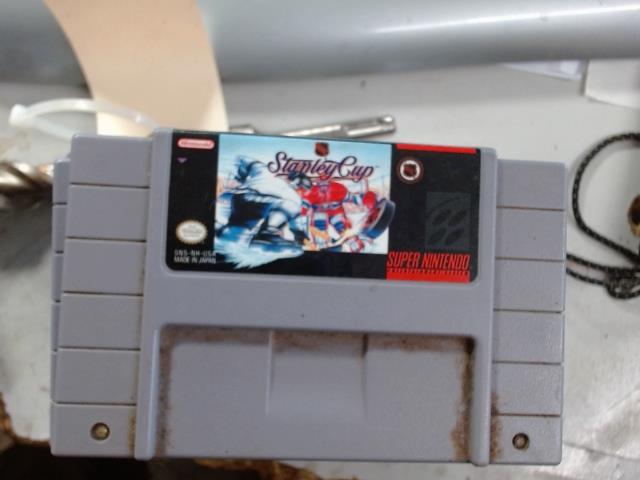 Nintendo
Stanley Cup
SNS-NH-USA
MADE IN JAPAN
SUPER NINTENDO